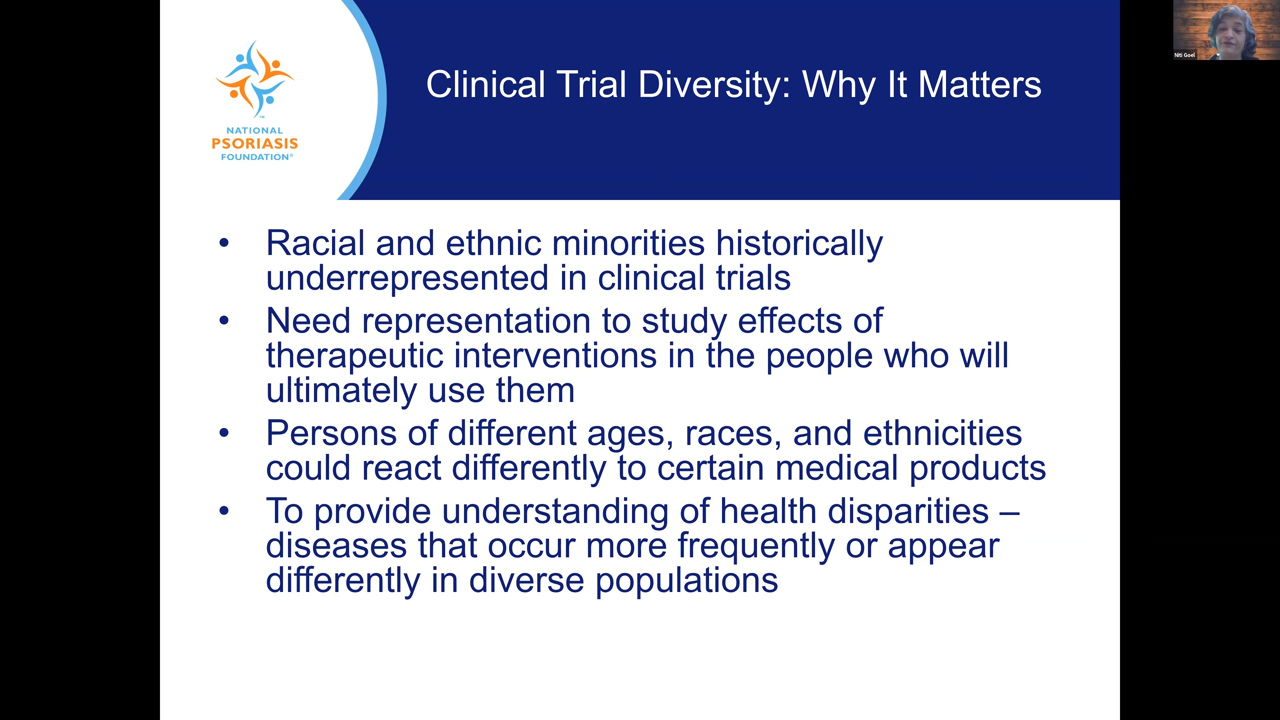 Clinical Trial Diversity: Why It Matters
NATIONAL
PSORIASIS
FOUNDATION®
• Racial and ethnic minorities historically
underrepresented in clinical trials
• Need representation to study effects of
therapeutic interventions in the people who will
ultimately use them
• Persons of different ages, races, and ethnicities
could react differently to certain medical products
• To provide understanding of health disparities –
diseases that occur more frequently or appear
differently in diverse populations
Niti Goel